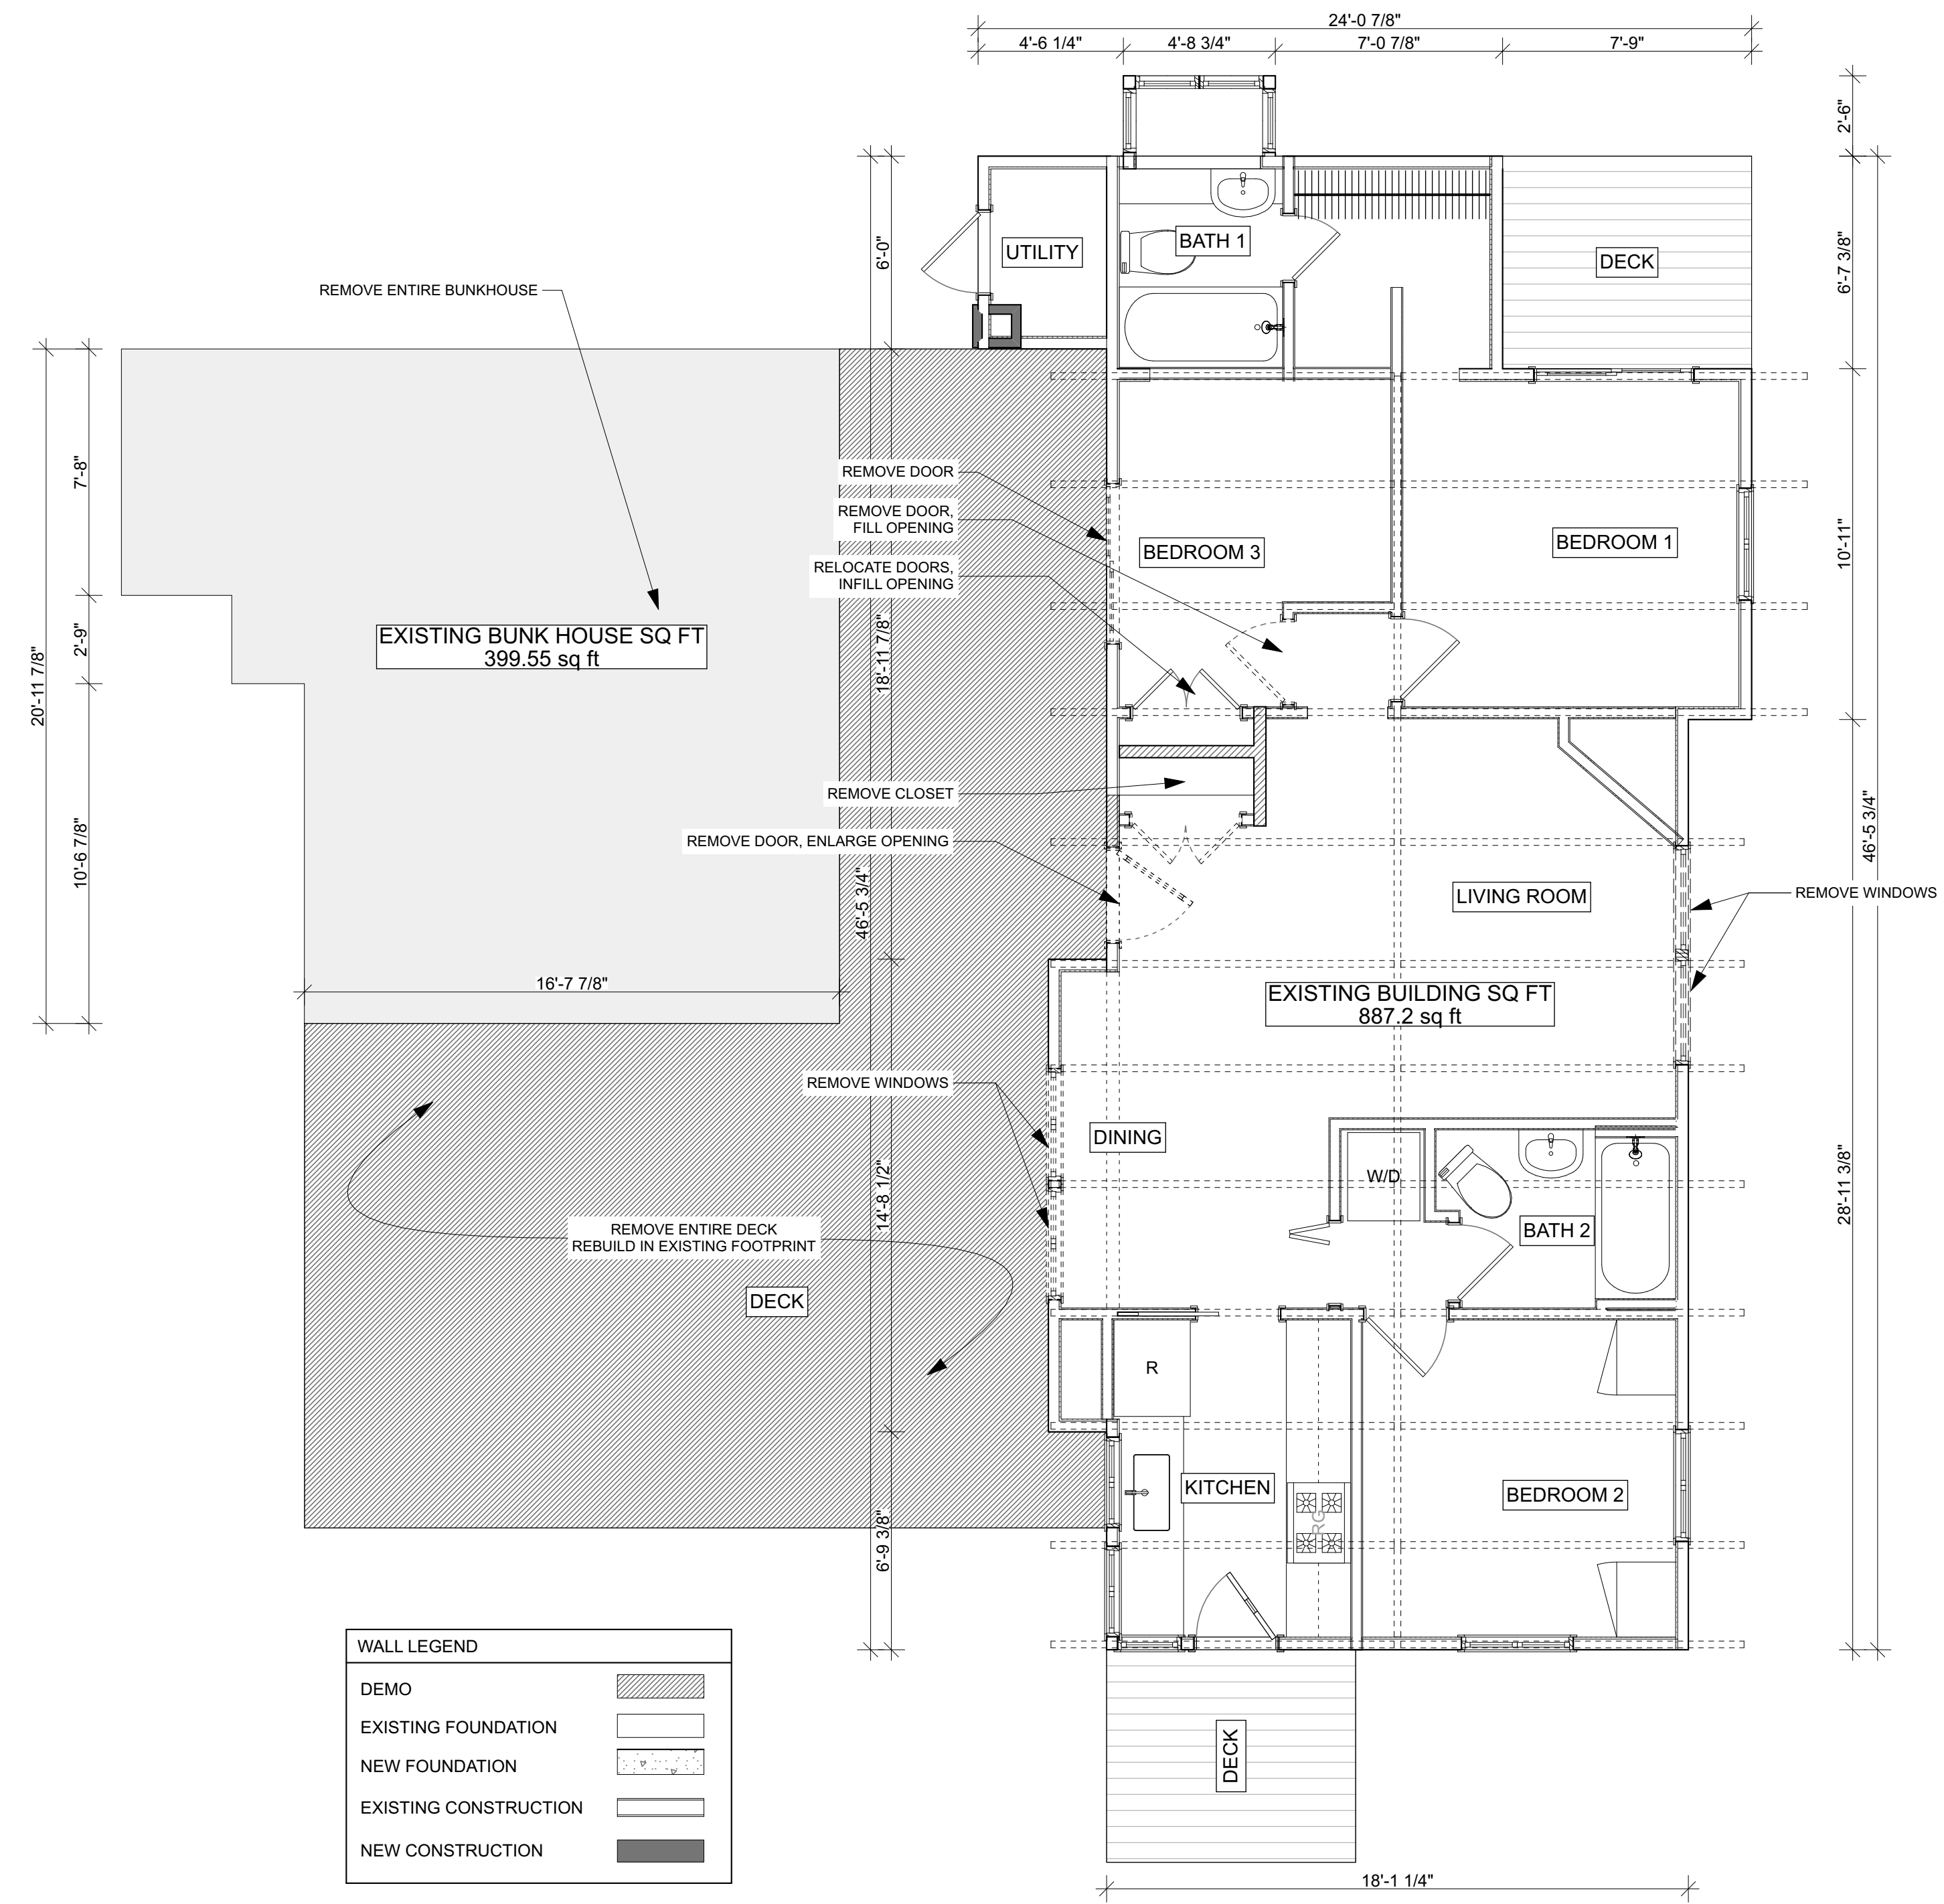 24'-0 7/8"
4'-6 1/4"
4'-8 3/4"
7'-0 7/8"
7'-9"
2'-6"
6'-0"
UTILITY
BATH 1
DECK
6'-7 3/8"
REMOVE ENTIRE BUNKHOUSE
7'-8"
REMOVE DOOR
REMOVE DOOR,
FILL OPENING
BEDROOM 3
BEDROOM 1
10'-11"
RELOCATE DOORS,
INFILL OPENING
2'-9"
EXISTING BUNK HOUSE SQ FT
399.55 sq ft
20'-11 7/8"
18'-11 7/8"
REMOVE CLOSET
REMOVE DOOR, ENLARGE OPENING
10'-6 7/8"
46'-5 3/4"
46'-5 3/4"
LIVING ROOM
REMOVE WINDOWS
16'-7 7/8"
EXISTING BUILDING SQ FT
887.2 sq ft
REMOVE WINDOWS
DINING
W/D
14'-8 1/2"
28'-11 3/8"
BATH 2
REMOVE ENTIRE DECK
REBUILD IN EXISTING FOOTPRINT
DECK
R
KITCHEN
BEDROOM 2
RG
6'-9 3/8"
WALL LEGEND
DEMO
EXISTING FOUNDATION
NEW FOUNDATION
EXISTING CONSTRUCTION
NEW CONSTRUCTION
DECK
18'-1 1/4"